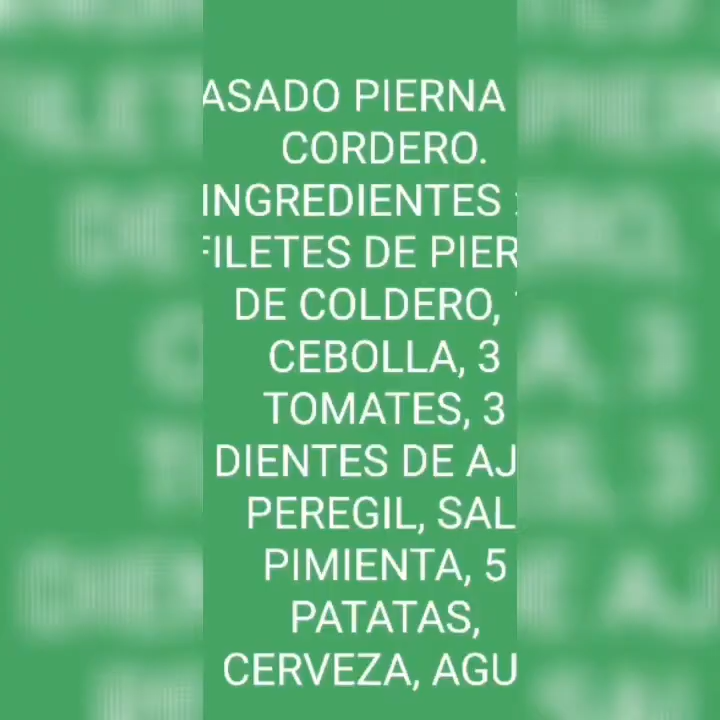 ASADO PIERNA
CORDERO.
INGREDIENTES :
FILETES DE PIER
DE COLDERO,
CEBOLLA, 3
TOMATES, 3
DIENTES DE AJ
PEREGIL, SAL
PIMIENTA, 5
PATATAS,
CERVEZA, AGU